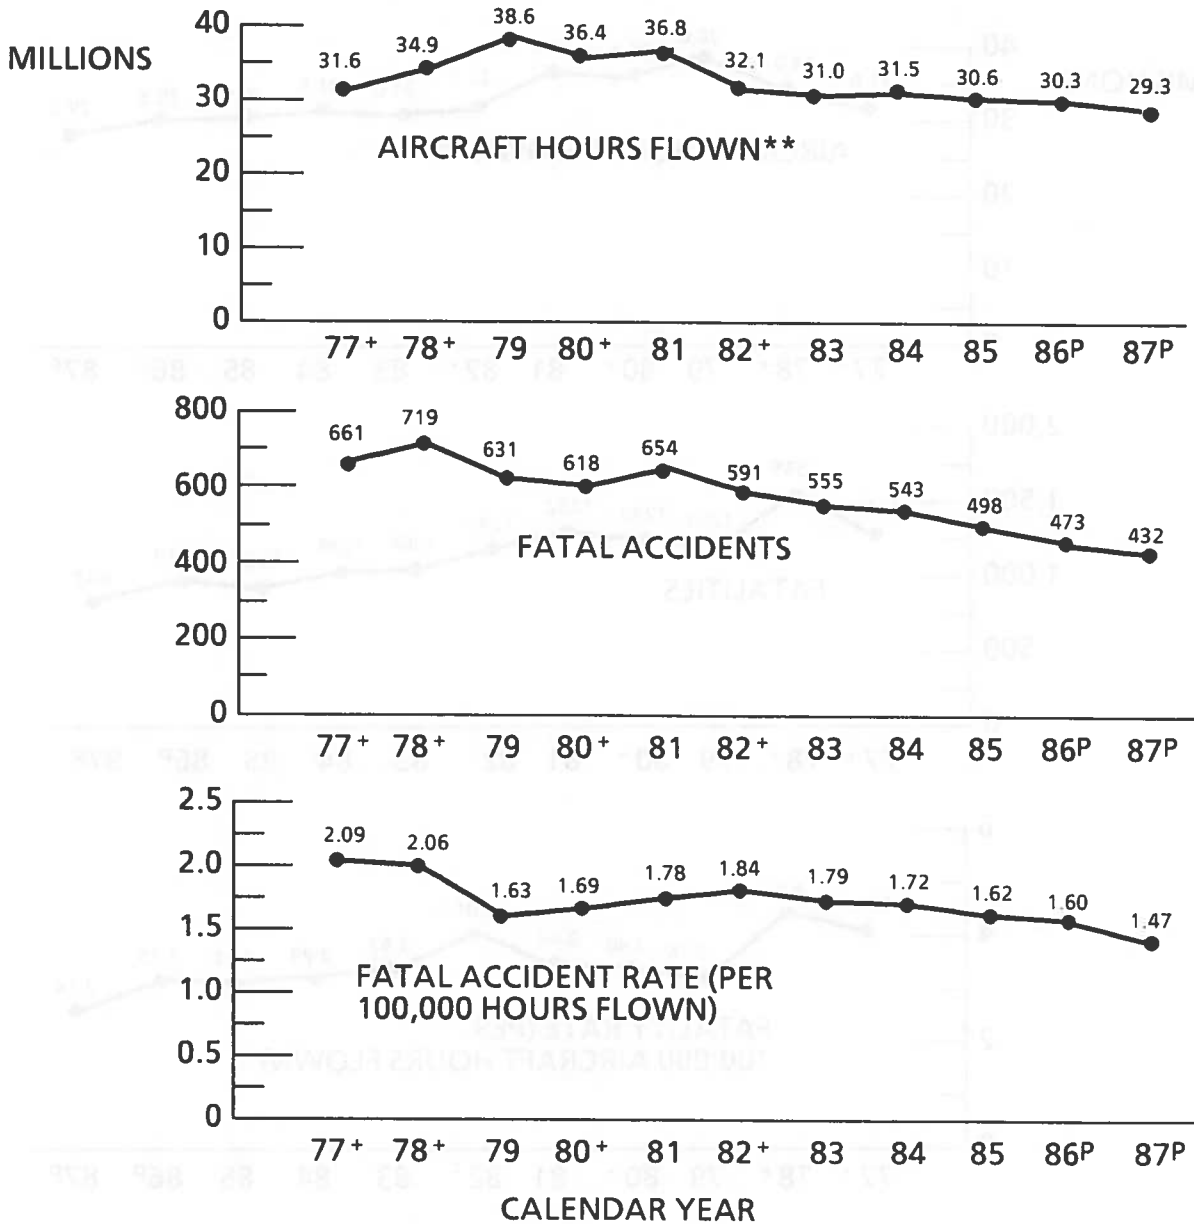 MILLIONS
40
30
20
10
0
31.6 34.9 38.6 36.4 36.8 32.1 31.0 31.5 30.6 30.3 29.3
AIRCRAFT HOURS FLOWN**
77+ 78+ 79 80+ 81 82+ 83 84 85 86P 87P
800
600
400
200
0
661 719 631 618 654 591 555 543 498 473 432
FATAL ACCIDENTS
77+ 78+ 79 80+ 81 82+ 83 84 85 86P 87P
2.5
2.0
1.5
1.0
0.5
0
2.09 2.06 1.63 1.69 1.78 1.84 1.79 1.72 1.62 1.60 1.47
FATAL ACCIDENT RATE (PER
100,000 HOURS FLOWN)
77+ 78+ 79 80+ 81 82+ 83 84 85 86P 87P
CALENDAR YEAR